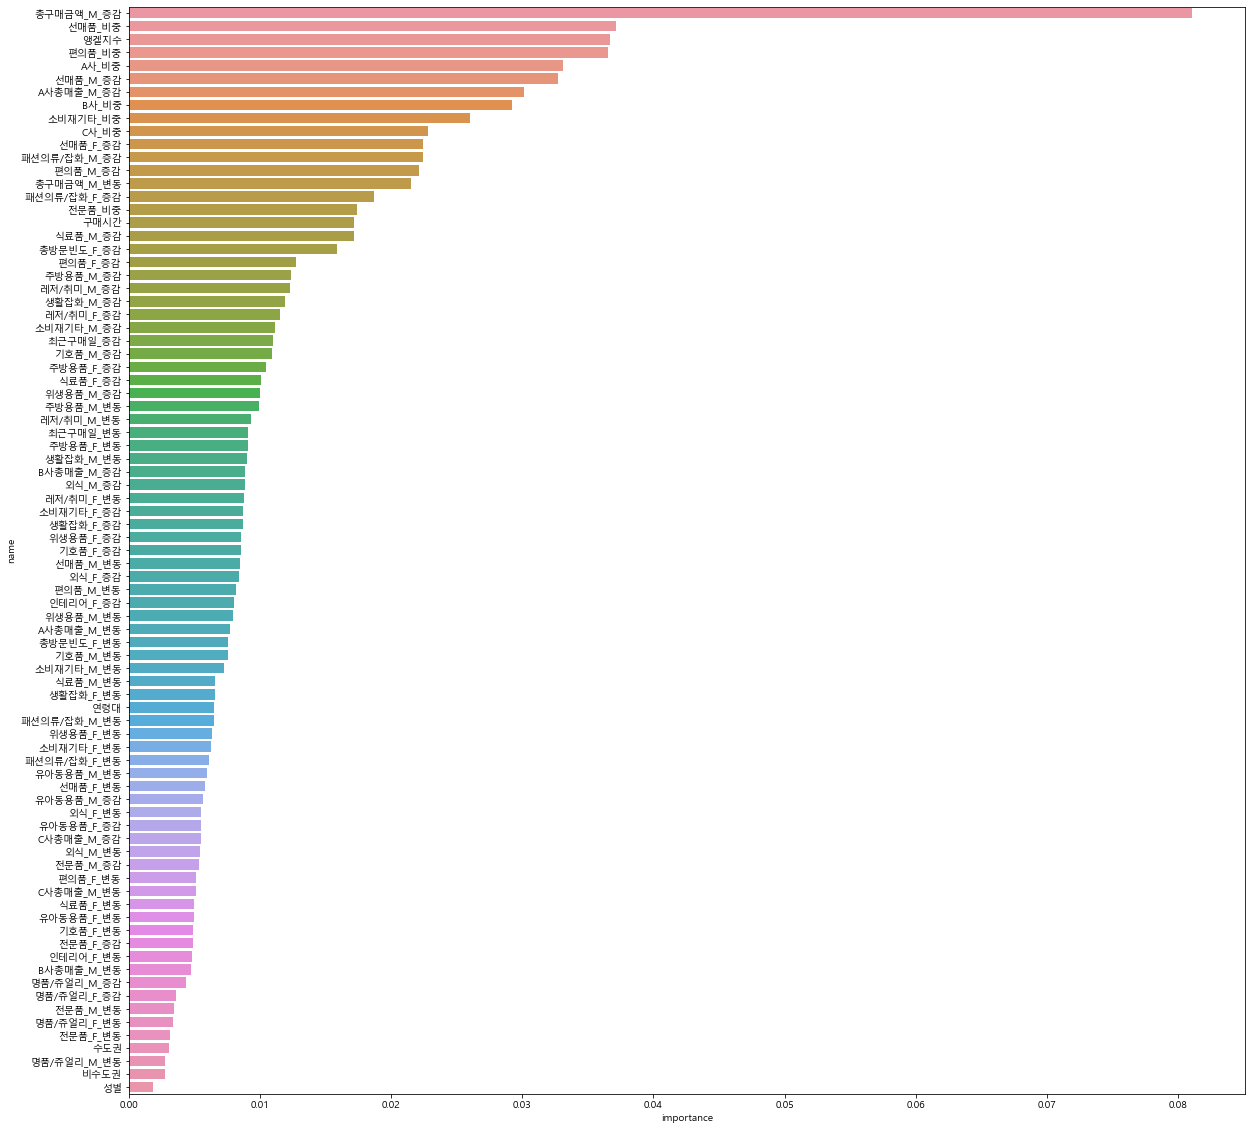 총구매금액_M_증감
선매품_비중
앵겔지수
편의품_비중
A사_비중
선매품_M_증감
A사총매출_M_증감
B사_비중
소비재기타_비중
C사_비중
선매품_F_증감
패션의류/잡화_M_증감
편의품_M_증감
총구매금액_M_변동
패션의류/잡화_F_증감
전문품_비중
구매시간
식료품_M_증감
총방문빈도_F_증감
편의품_F_증감
주방용품_M_증감
레저/취미_M_증감
생활잡화_M_증감
레저/취미_F_증감
소비재기타_M_증감
최근구매일_증감
기호품_M_증감
주방용품_F_증감
식료품_F_증감
위생용품_M_증감
주방용품_M_변동
레저/취미_M_변동
최근구매일_변동
주방용품_F_변동
생활잡화_M_변동
B사총매출_M_증감
외식_M_증감
레저/취미_F_변동
소비재기타_F_증감
생활잡화_F_증감
위생용품_F_증감
기호품_F_증감
선매품_M_변동
외식_F_증감
편의품_M_변동
인테리어_F_증감
위생용품_M_변동
A사총매출_M_변동
총방문빈도_F_변동
기호품_M_변동
소비재기타_M_변동
식료품_M_변동
생활잡화_F_변동
연령대
패션의류/잡화_M_변동
위생용품_F_변동
소비재기타_F_변동
패션의류/잡화_F_변동
유아동용품_M_변동
선매품_F_변동
유아동용품_M_증감
외식_F_변동
유아동용품_F_증감
C사총매출_M_증감
외식_M_변동
전문품_M_증감
편의품_F_변동
C사총매출_M_변동
식료품_F_변동
유아동용품_F_변동
기호품_F_변동
전문품_F_증감
인테리어_F_변동
B사총매출_M_변동
명품/쥬얼리_M_증감
명품/쥬얼리_F_증감
전문품_M_변동
명품/쥬얼리_F_변동
전문품_F_변동
수도권
명품/쥬얼리_M_변동
비수도권
성별
name
0.00 0.01 0.02 0.03 0.04 0.05 0.06 0.07 0.08
importance